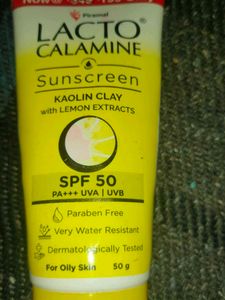 Piramal
LACTO
CALAMINE
Sunscreen
KAOLIN CLAY
with LEMON EXTRACTS
SPF 50
PA+++ UVA | UVB
Paraben Free
Very Water Resistant
Dermatologically Tested
For Oily Skin 50 g